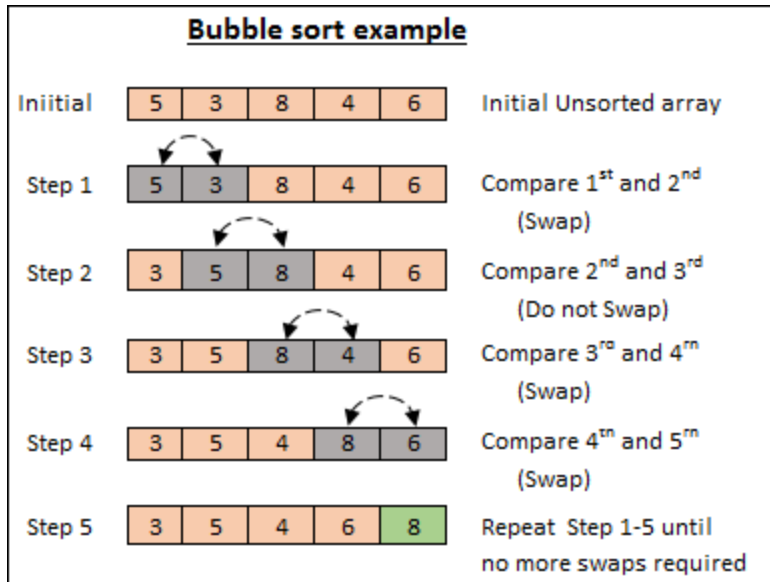 Bubble sort example
Iniitial 5 3 8 4 6 Initial Unsorted array
Step 1 5 3 8 4 6 Compare 1st and 2nd
(Swap)
Step 2 3 5 8 4 6 Compare 2nd and 3rd
(Do not Swap)
Step 3 3 5 8 4 6 Compare 3rd and 4th
(Swap)
Step 4 3 5 4 8 6 Compare 4th and 5th
(Swap)
Step 5 3 5 4 6 8 Repeat Step 1-5 until
no more swaps required